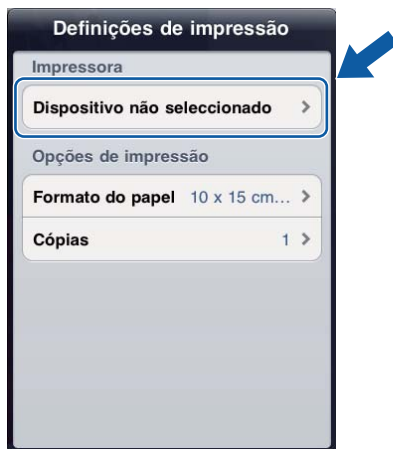 Definições de impressão
Impressora
Dispositivo não seleccionado
Opções de impressão
Formato do papel 10 x 15 cm...
Cópias 1